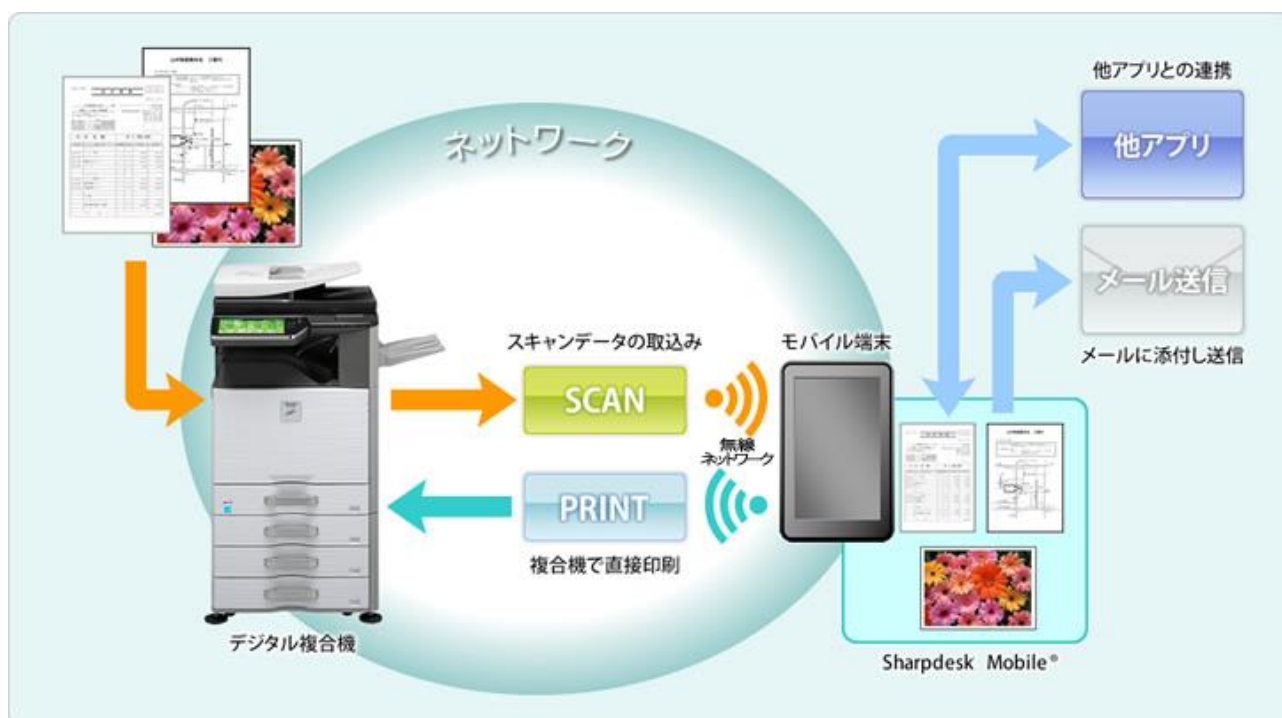 他アプリとの連携
他アプリ
ネットワーク
メール送信
メールに添付し送信
スキャンデータの取込み
モバイル端末
SCAN
無線
ネットワーク
PRINT
複合機で直接印刷
デジタル複合機
Sharpdesk Mobile®